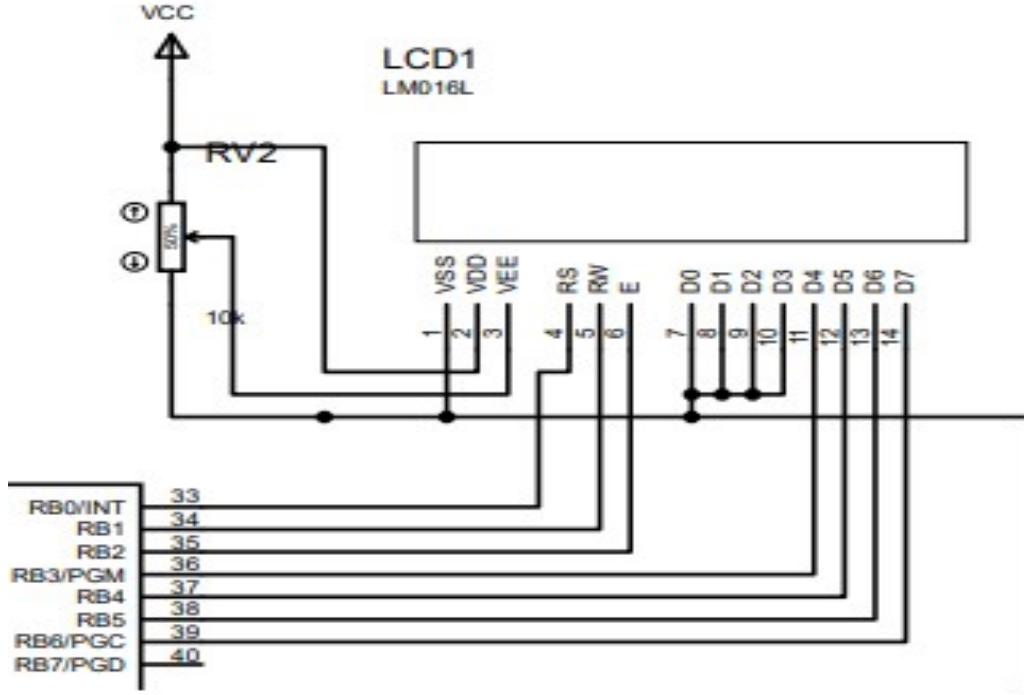 VCC
LCD1
LM016L
RV2
50%
10k
VSS
VDD
VEE
RS
RW
E
D0
D1
D2
D3
D4
D5
D6
D7
1
2
3
4
5
6
7
8
9
10
11
12
13
14
RB0/INT 33
RB1 34
RB2 35
RB3/PGM 36
RB4 37
RB5 38
RB6/PGC 39
RB7/PGD 40